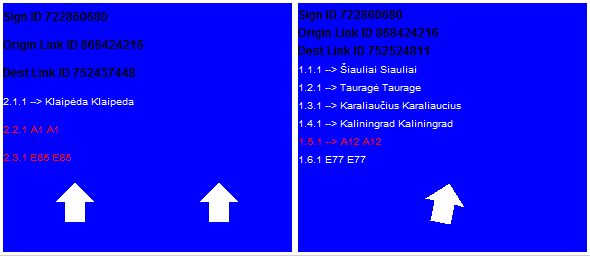 Sign ID 722860680
Origin Link ID 868424216
Dest Link ID 752437448
2.1.1 --> Klaipėda Klaipeda
2.2.1 A1 A1
2.3.1 E85 E85
Sign ID 722860680
Origin Link ID 868424216
Dest Link ID 752524811
1.1.1 --> Šiauliai Siauliai
1.2.1 --> Tauragė Taurage
1.3.1 --> Karaliaučius Karaliaucius
1.4.1 --> Kaliningrad Kaliningrad
1.5.1 --> A12 A12
1.6.1 E77 E77